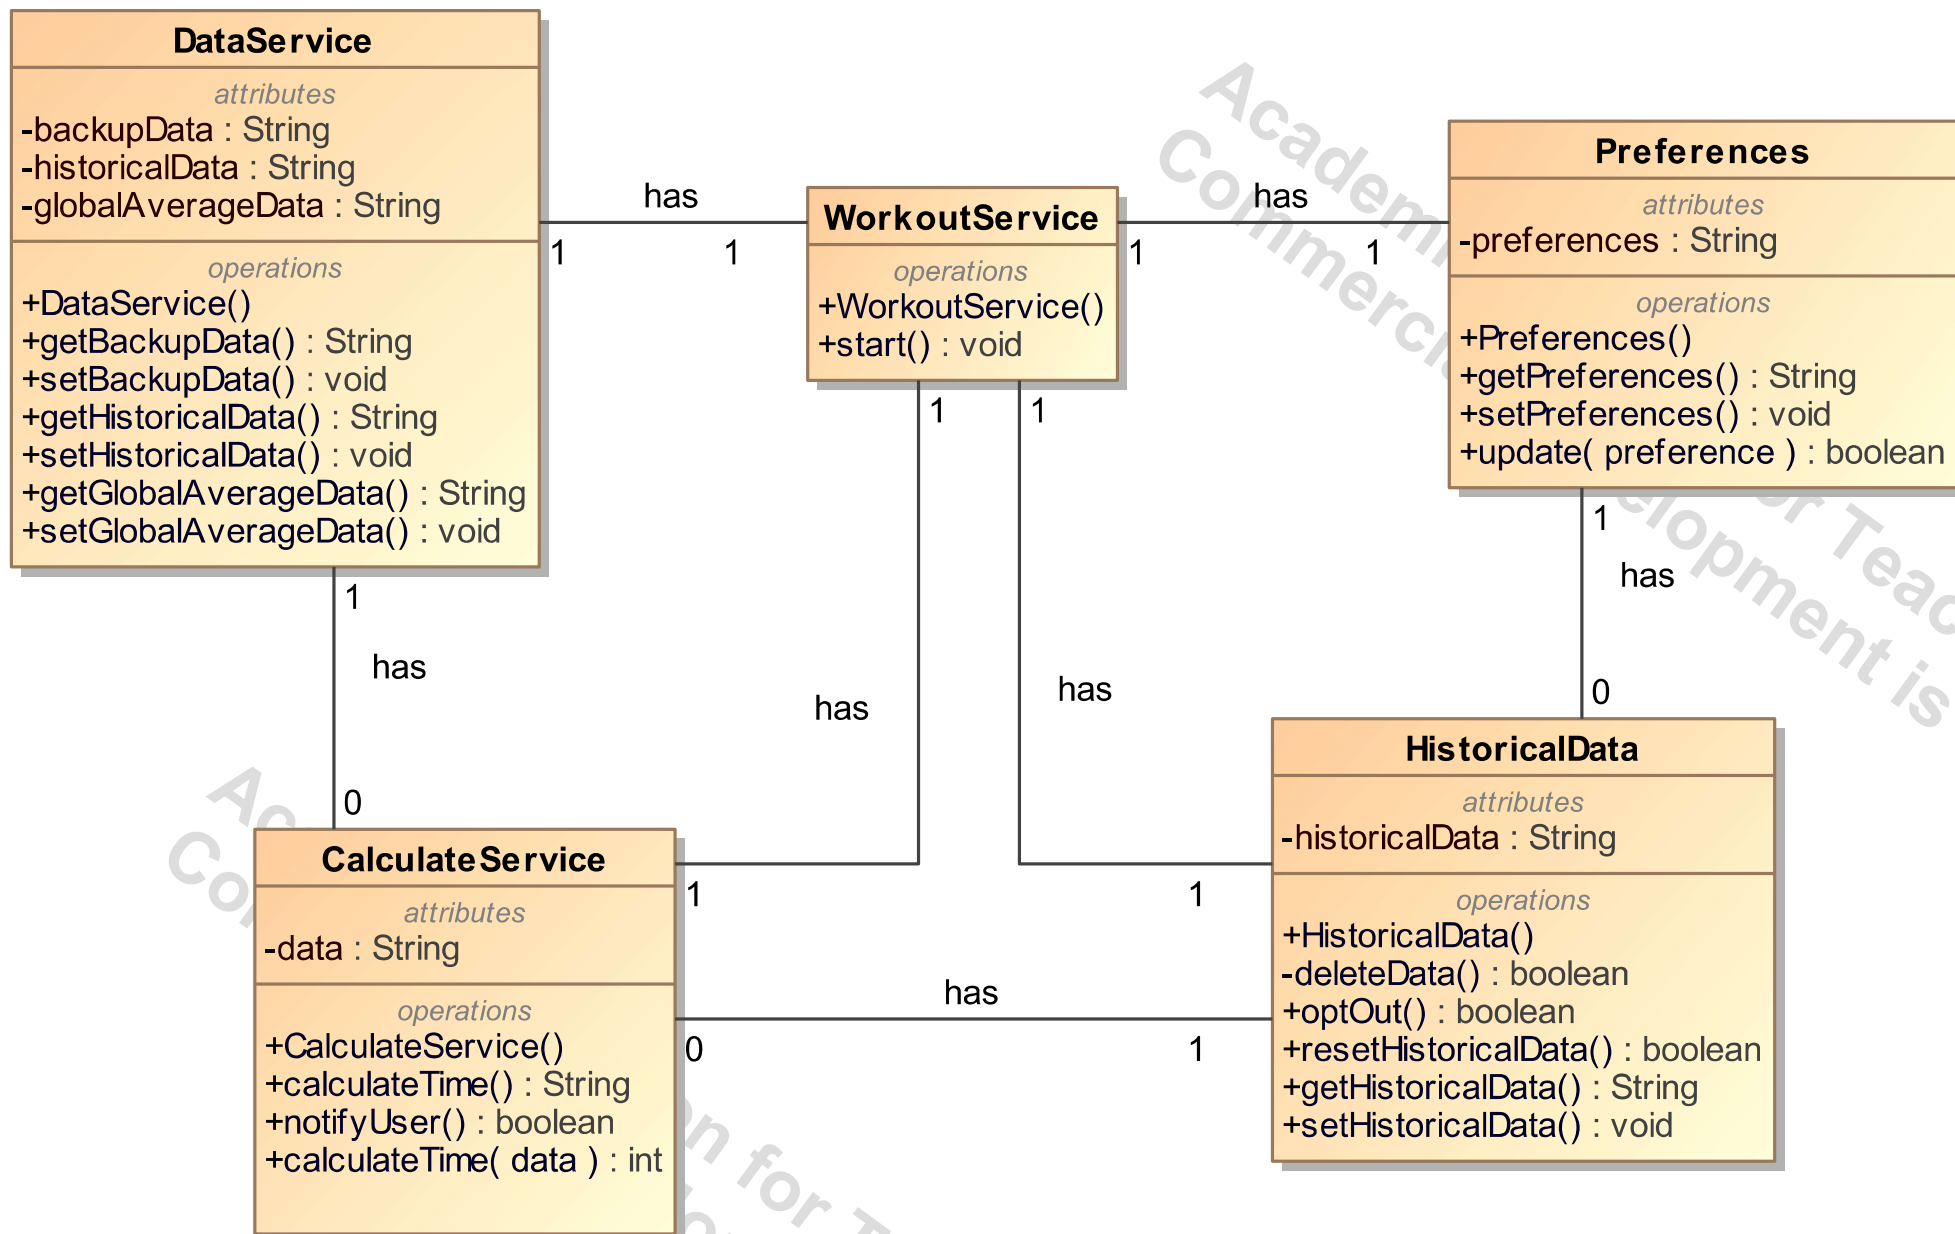 DataService
attributes
-backupData : String
-historicalData : String
-globalAverageData : String
operations
+DataService()
+getBackupData() : String
+setBackupData() : void
+getHistoricalData() : String
+setHistoricalData() : void
+getGlobalAverageData() : String
+setGlobalAverageData() : void
has
1
1
WorkoutService
operations
+WorkoutService()
+start() : void
has
1
1
Preferences
attributes
-preferences : String
operations
+Preferences()
+getPreferences() : String
+setPreferences() : void
+update( preference ) : boolean
1
has
0
1
has
0
1
has
1
1
has
1
CalculateService
attributes
-data : String
operations
+CalculateService()
+calculateTime() : String
+notifyUser() : boolean
+calculateTime( data ) : int
has
0
1
HistoricalData
attributes
-historicalData : String
operations
+HistoricalData()
-deleteData() : boolean
+optOut() : boolean
+resetHistoricalData() : boolean
+getHistoricalData() : String
+setHistoricalData() : void
for
is
for